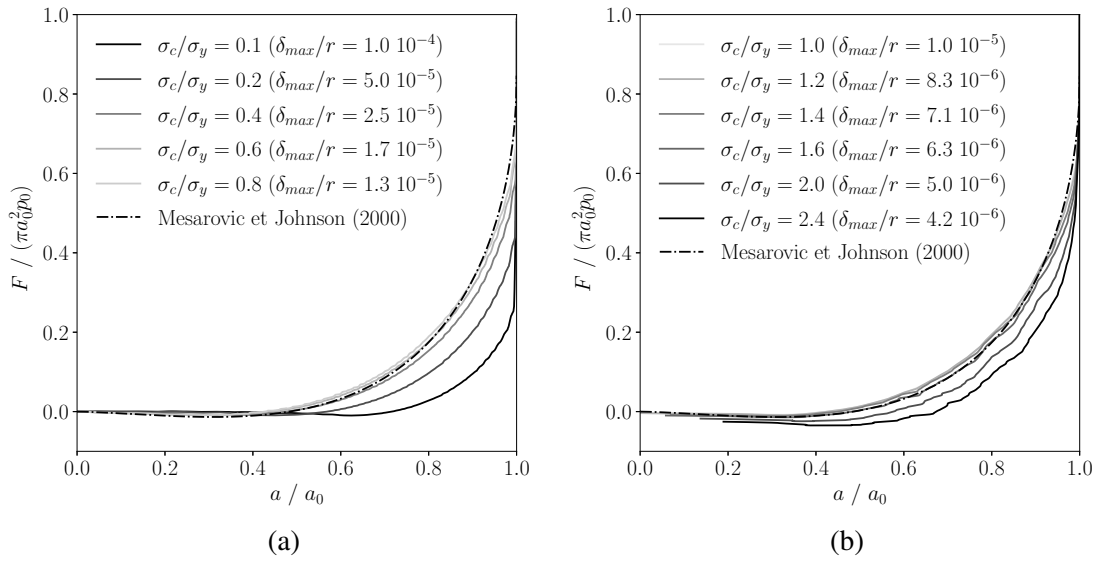 1.0
σc/σy = 0.1 (δmax/r = 1.0 10⁻⁴)
σc/σy = 0.2 (δmax/r = 5.0 10⁻⁵)
0.8
σc/σy = 0.4 (δmax/r = 2.5 10⁻⁵)
σc/σy = 0.6 (δmax/r = 1.7 10⁻⁵)
0.6
σc/σy = 0.8 (δmax/r = 1.3 10⁻⁵)
Mesarovic et Johnson (2000)
0.4
0.2
0.0
F / (πa₀²p₀)
0.0 0.2 0.4 0.6 0.8 1.0
a / a₀
(a)
1.0
σc/σy = 1.0 (δmax/r = 1.0 10⁻⁵)
σc/σy = 1.2 (δmax/r = 8.3 10⁻⁶)
0.8
σc/σy = 1.4 (δmax/r = 7.1 10⁻⁶)
σc/σy = 1.6 (δmax/r = 6.3 10⁻⁶)
0.6
σc/σy = 2.0 (δmax/r = 5.0 10⁻⁶)
σc/σy = 2.4 (δmax/r = 4.2 10⁻⁶)
Mesarovic et Johnson (2000)
0.4
0.2
0.0
F / (πa₀²p₀)
0.0 0.2 0.4 0.6 0.8 1.0
a / a₀
(b)